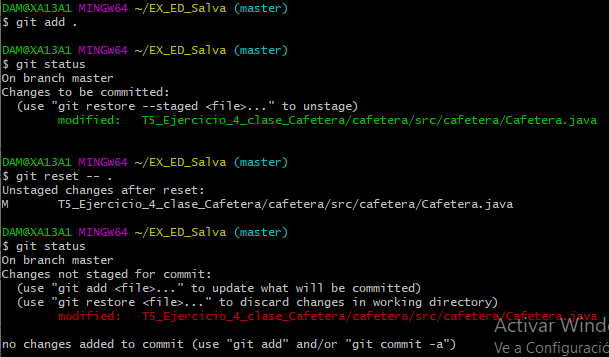 DAM@XA13A1 MINGW64 ~/EX_ED_Salva (master)
$ git add .
DAM@XA13A1 MINGW64 ~/EX_ED_Salva (master)
$ git status
On branch master
Changes to be committed:
  (use "git restore --staged <file>..." to unstage)
        modified:   T5_Ejercicio_4_clase_Cafetera/cafetera/src/cafetera/Cafetera.java
DAM@XA13A1 MINGW64 ~/EX_ED_Salva (master)
$ git reset -- .
Unstaged changes after reset:
M       T5_Ejercicio_4_clase_Cafetera/cafetera/src/cafetera/Cafetera.java
DAM@XA13A1 MINGW64 ~/EX_ED_Salva (master)
$ git status
On branch master
Changes not staged for commit:
  (use "git add <file>..." to update what will be committed)
  (use "git restore <file>..." to discard changes in working directory)
        modified:   T5_Ejercicio_4_clase_Cafetera/cafetera/src/cafetera/Cafetera.java
Activar Windo
no changes added to commit (use "git add" and/or "git commit -a")
Ve a Configuració